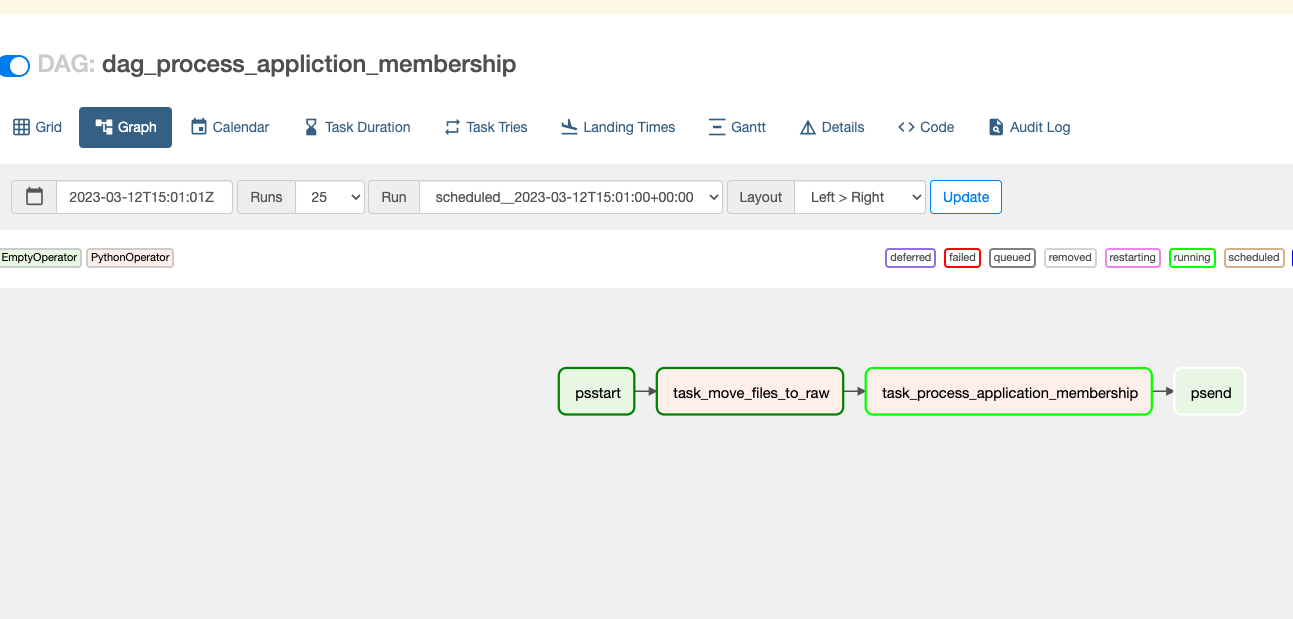 DAG: dag_process_appliction_membership
Grid Graph Calendar Task Duration Task Tries Landing Times Gantt Details <> Code Audit Log
2023-03-12T15:01:01Z Runs 25 Run scheduled__2023-03-12T15:01:00+00:00 Layout Left > Right Update
EmptyOperator PythonOperator deferred failed queued removed restarting running scheduled
psstart task_move_files_to_raw task_process_application_membership psend